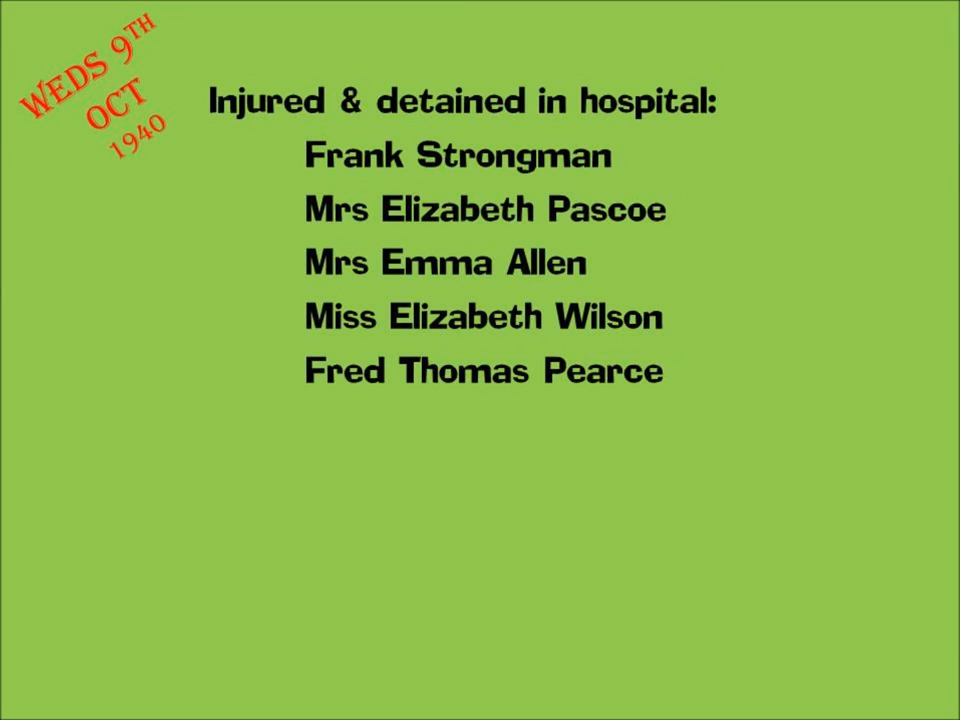 WEDS 9TH
OCT
1940
Injured & detained in hospital:
Frank Strongman
Mrs Elizabeth Pascoe
Mrs Emma Allen
Miss Elizabeth Wilson
Fred Thomas Pearce